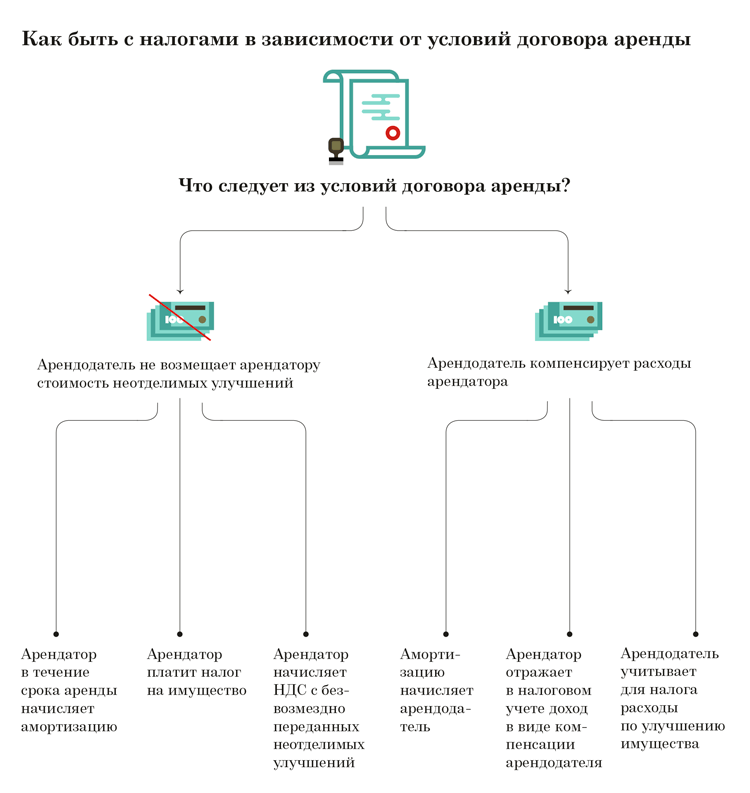 Как быть с налогами в зависимости от условий договора аренды
Что следует из условий договора аренды?
100
100
Арендодатель не возмещает арендатору
стоимость неотделимых улучшений
Арендодатель компенсирует расходы
арендатора
Арендатор
в течение
срока аренды
начисляет
амортизацию
Арендатор
платит налог
на имущество
Арендатор
начисляет
НДС с без-
возмездно
переданных
неотделимых
улучшений
Аморти-
зацию
начисляет
арендода-
тель
Арендатор
отражает
в налоговом
учете доход
в виде ком-
пенсации
арендодателя
Арендодатель
учитывает
для налога
расходы
по улучшению
имущества